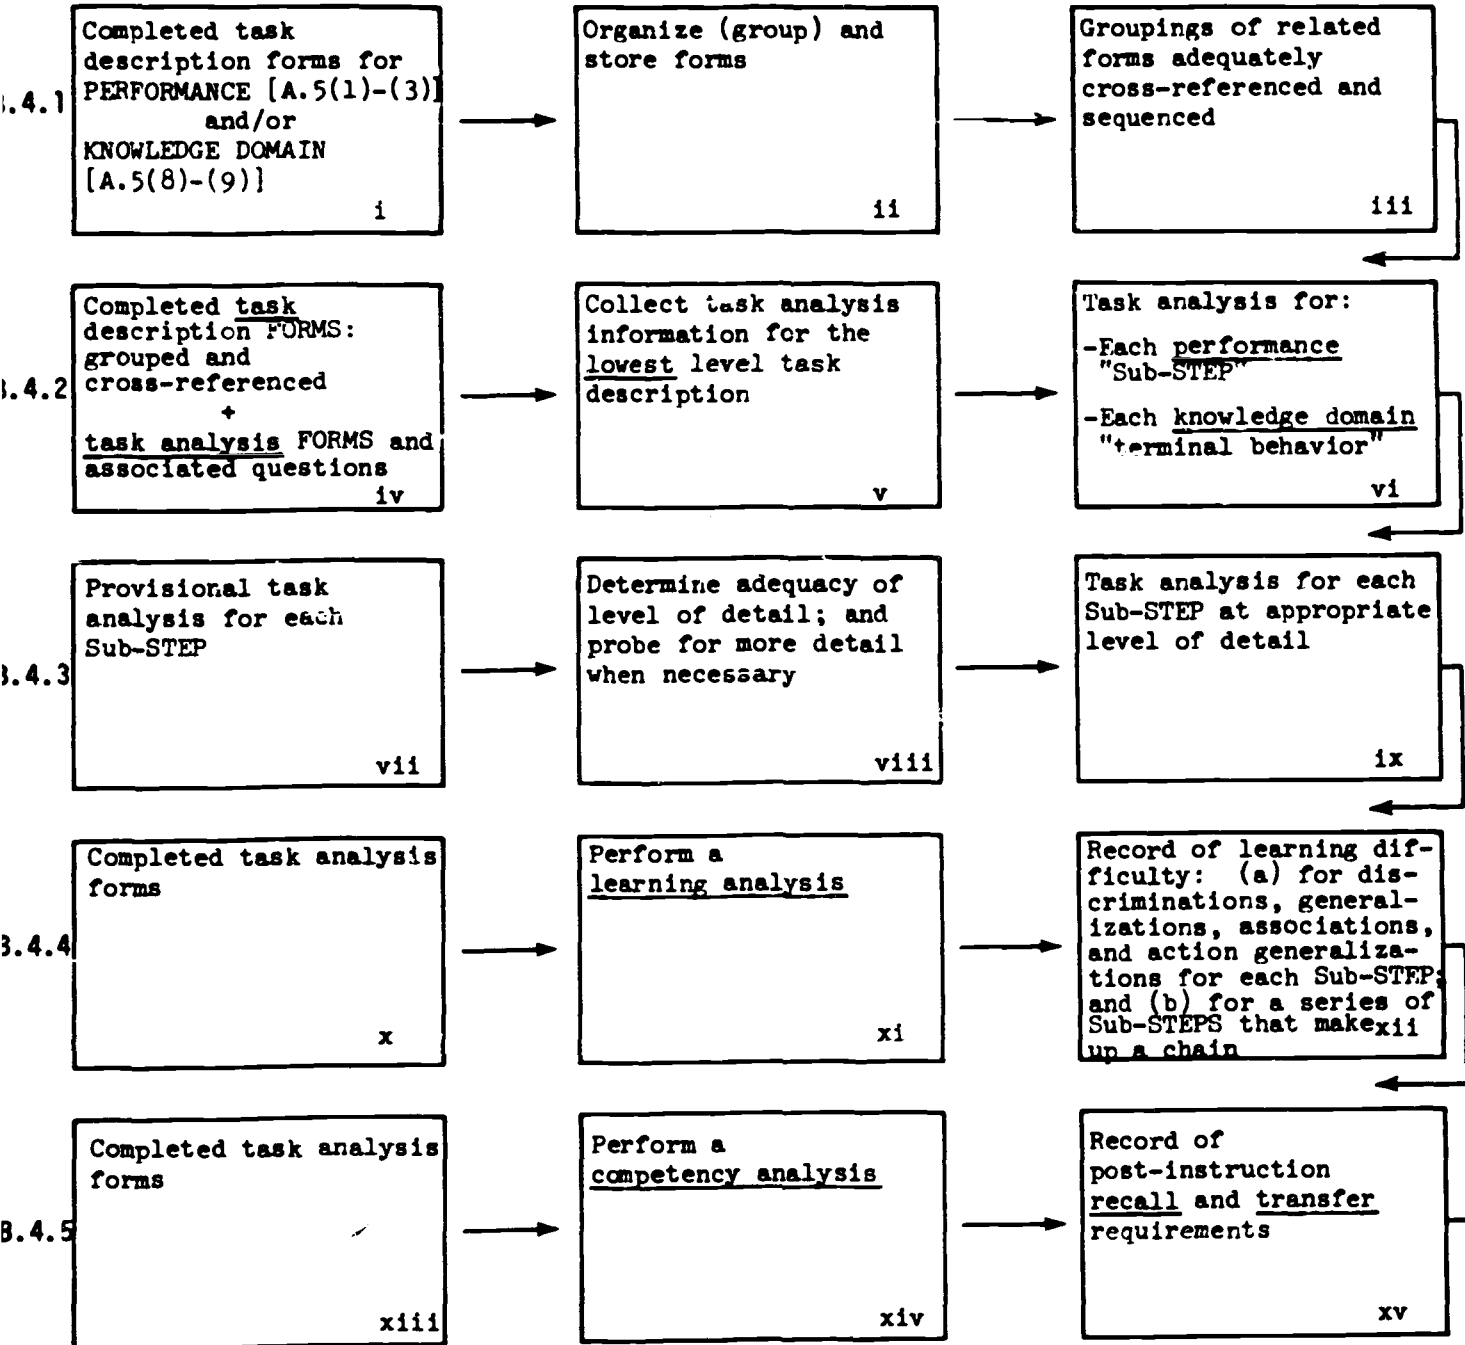 Completed task
description forms for
PERFORMANCE [A.5(1)-(3)]
and/or
KNOWLEDGE DOMAIN
[A.5(8)-(9)]
i
Organize (group) and
store forms
ii
Groupings of related
forms adequately
cross-referenced and
sequenced
iii
.4.1
Completed task
description FORMS:
grouped and
cross-referenced
+
task analysis FORMS and
associated questions
iv
Collect task analysis
information for the
lowest level task
description
v
Task analysis for:
-Each performance
"Sub-STEP"
-Each knowledge domain
"terminal behavior"
vi
.4.2
Provisional task
analysis for each
Sub-STEP
vii
Determine adequacy of
level of detail; and
probe for more detail
when necessary
viii
Task analysis for each
Sub-STEP at appropriate
level of detail
ix
B.4.3
Completed task analysis
forms
x
Perform a
learning analysis
xi
Record of learning dif-
ficulty: (a) for dis-
criminations, general-
izations, associations,
and action generaliza-
tions for each Sub-STEP;
and (b) for a series of
Sub-STEPS that make
up a chain
xii
B.4.4
Completed task analysis
forms
xiii
Perform a
competency analysis
xiv
Record of
post-instruction
recall and transfer
requirements
xv
B.4.5